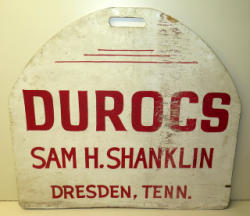 DUROCS
SAM H. SHANKLIN
DRESDEN, TENN.